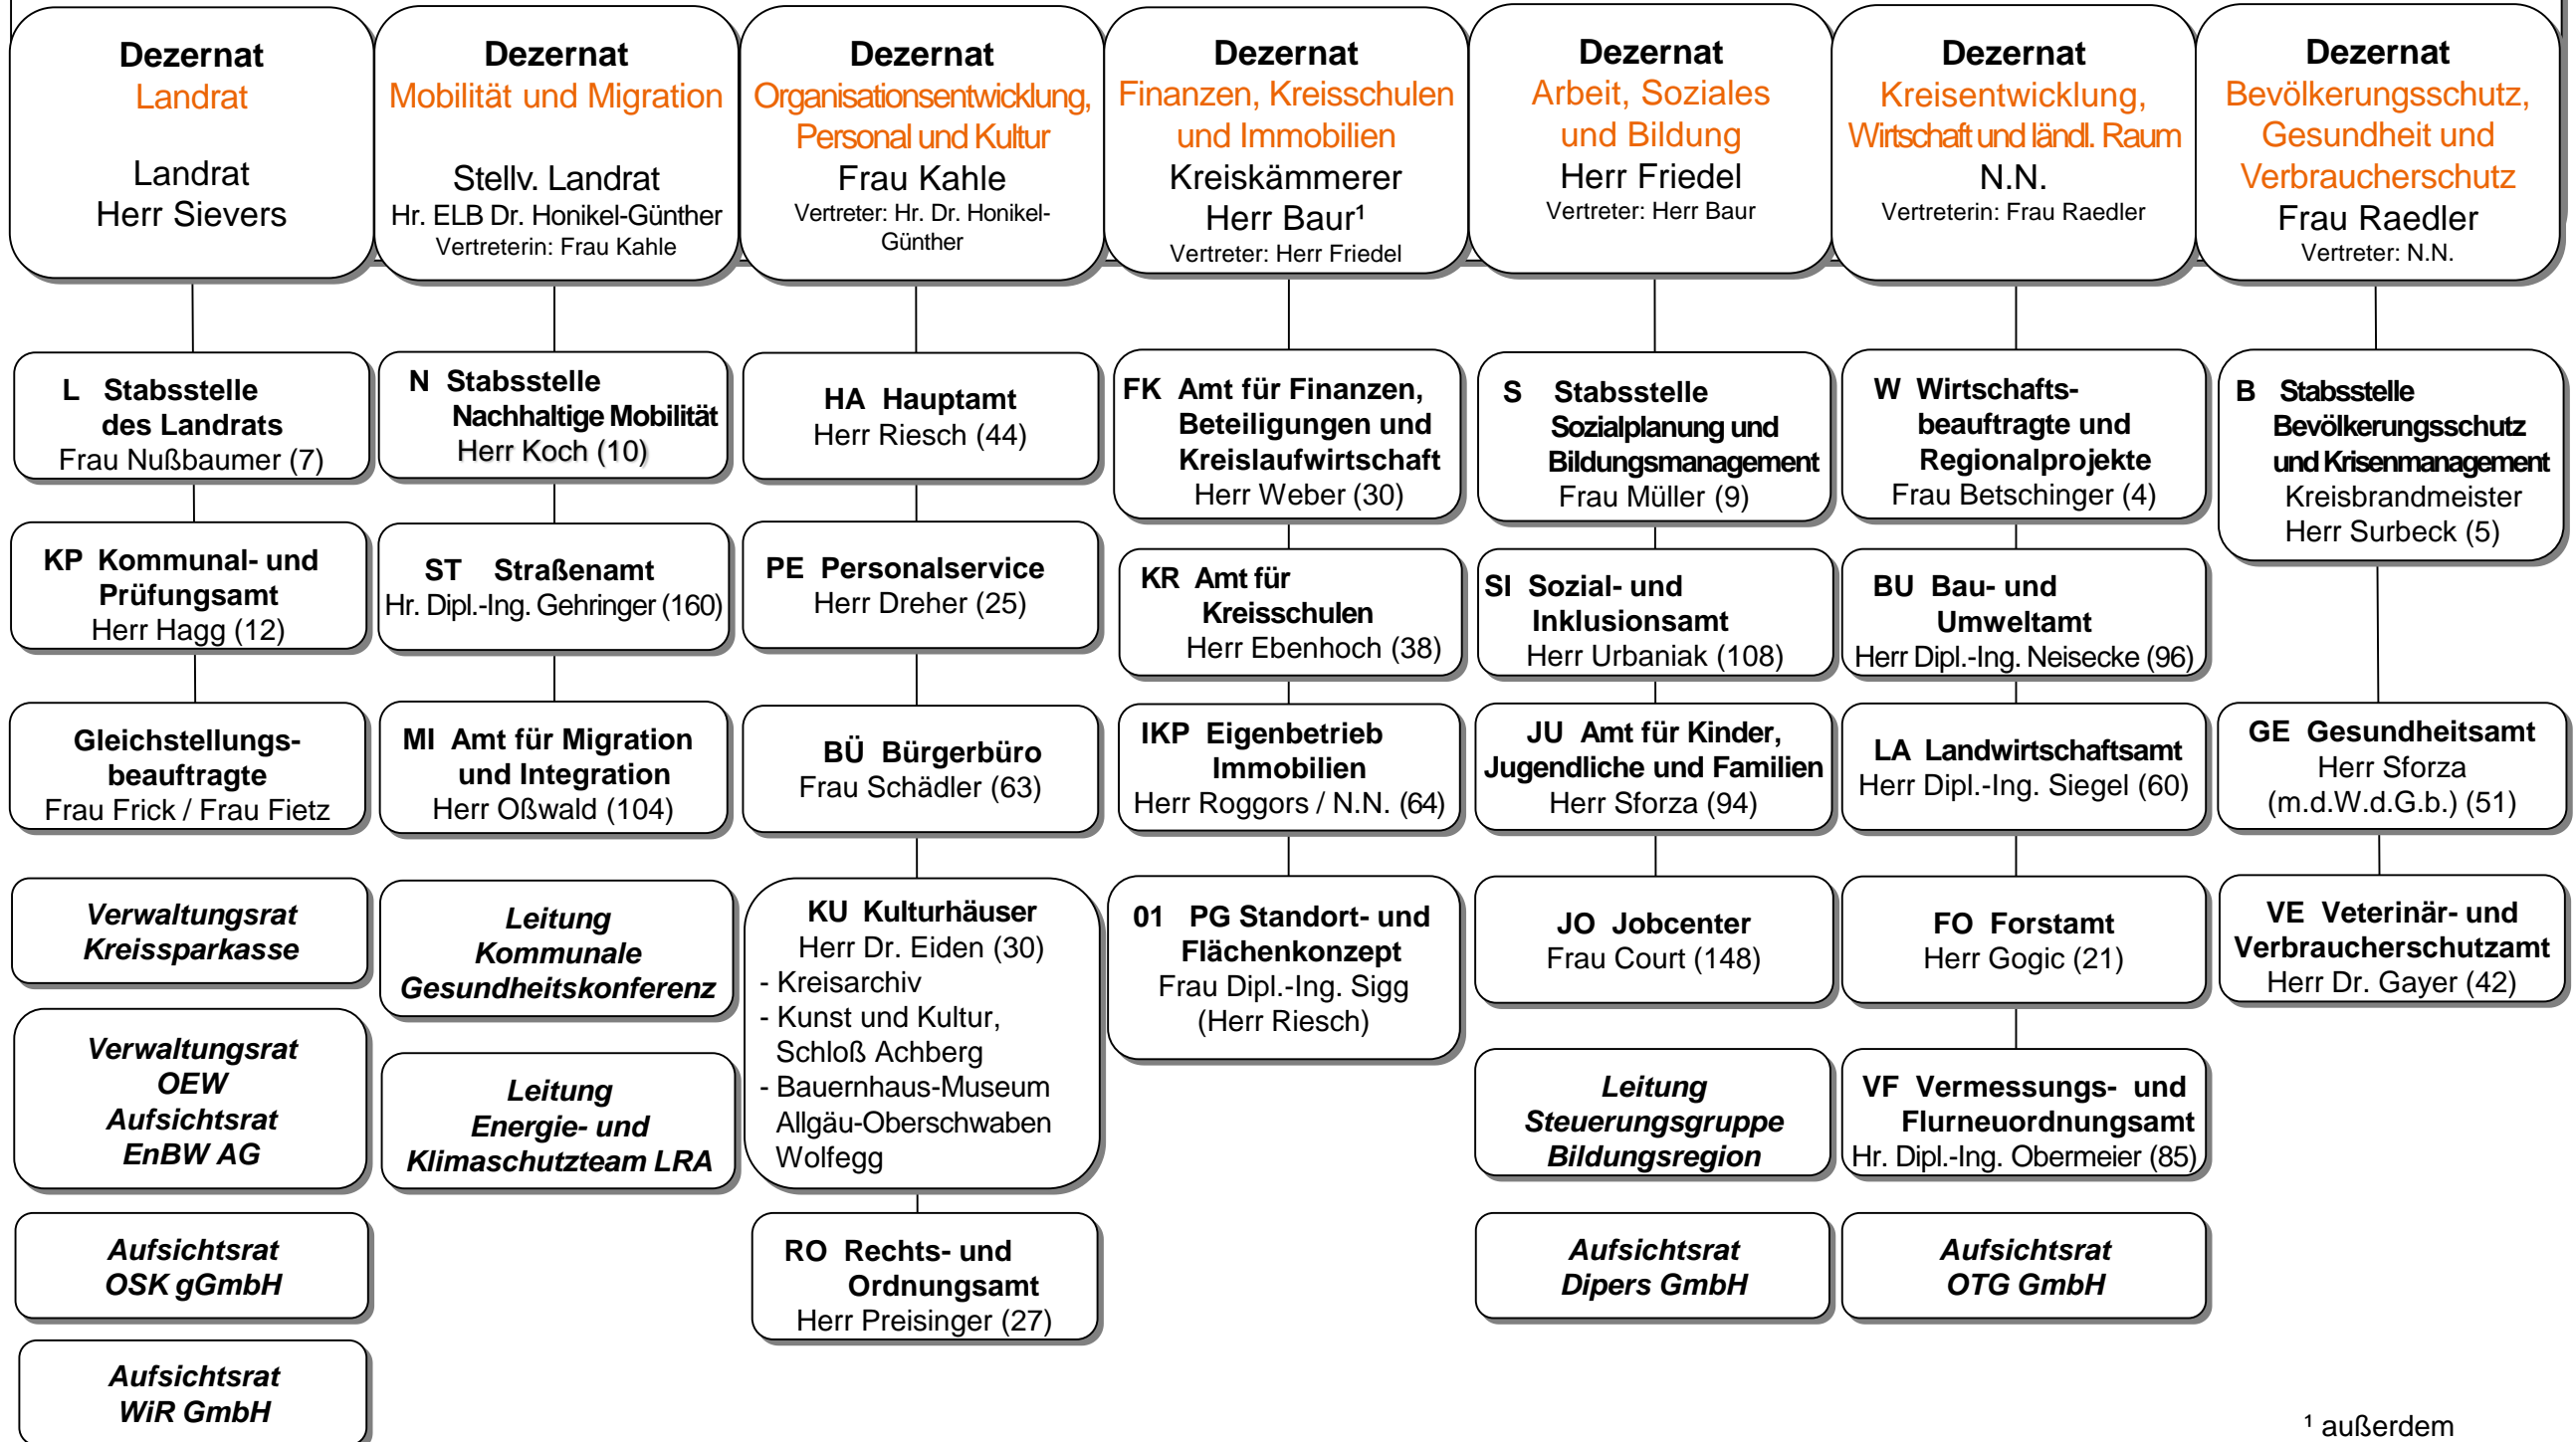 Dezernat
Landrat
Landrat
Herr Sievers
Dezernat
Mobilität und Migration
Stellv. Landrat
Hr. ELB Dr. Honikel-Günther
Vertreterin: Frau Kahle
Dezernat
Organisationsentwicklung,
Personal und Kultur
Frau Kahle
Vertreter: Hr. Dr. Honikel-
Günther
Dezernat
Finanzen, Kreisschulen
und Immobilien
Kreiskämmerer
Herr Baur¹
Vertreter: Herr Friedel
Dezernat
Arbeit, Soziales
und Bildung
Herr Friedel
Vertreter: Herr Baur
Dezernat
Kreisentwicklung,
Wirtschaft und ländl. Raum
N.N.
Vertreterin: Frau Raedler
Dezernat
Bevölkerungsschutz,
Gesundheit und
Verbraucherschutz
Frau Raedler
Vertreter: N.N.
L Stabsstelle
des Landrats
Frau Nußbaumer (7)
KP Kommunal- und
Prüfungsamt
Herr Hagg (12)
Gleichstellungs-
beauftragte
Frau Frick / Frau Fietz
Verwaltungsrat
Kreissparkasse
Verwaltungsrat
OEW
Aufsichtsrat
EnBW AG
Aufsichtsrat
OSK gGmbH
Aufsichtsrat
WiR GmbH
N Stabsstelle
Nachhaltige Mobilität
Herr Koch (10)
ST Straßenamt
Hr. Dipl.-Ing. Gehringer (160)
MI Amt für Migration
und Integration
Herr Oßwald (104)
Leitung
Kommunale
Gesundheitskonferenz
Leitung
Energie- und
Klimaschutzteam LRA
HA Hauptamt
Herr Riesch (44)
PE Personalservice
Herr Dreher (25)
BÜ Bürgerbüro
Frau Schädler (63)
KU Kulturhäuser
Herr Dr. Eiden (30)
- Kreisarchiv
- Kunst und Kultur,
Schloß Achberg
- Bauernhaus-Museum
Allgäu-Oberschwaben
Wolfegg
RO Rechts- und
Ordnungsamt
Herr Preisinger (27)
FK Amt für Finanzen,
Beteiligungen und
Kreislaufwirtschaft
Herr Weber (30)
KR Amt für
Kreisschulen
Herr Ebenhoch (38)
IKP Eigenbetrieb
Immobilien
Herr Roggors / N.N. (64)
01 PG Standort- und
Flächenkonzept
Frau Dipl.-Ing. Sigg
(Herr Riesch)
S Stabsstelle
Sozialplanung und
Bildungsmanagement
Frau Müller (9)
SI Sozial- und
Inklusionsamt
Herr Urbaniak (108)
JU Amt für Kinder,
Jugendliche und Familien
Herr Sforza (94)
JO Jobcenter
Frau Court (148)
Leitung
Steuerungsgruppe
Bildungsregion
Aufsichtsrat
Dipers GmbH
W Wirtschafts-
beauftragte und
Regionalprojekte
Frau Betschinger (4)
BU Bau- und
Umweltamt
Herr Dipl.-Ing. Neisecke (96)
LA Landwirtschaftsamt
Herr Dipl.-Ing. Siegel (60)
FO Forstamt
Herr Gogic (21)
VF Vermessungs- und
Flurneuordnungsamt
Hr. Dipl.-Ing. Obermeier (85)
Aufsichtsrat
OTG GmbH
B Stabsstelle
Bevölkerungsschutz
und Krisenmanagement
Kreisbrandmeister
Herr Surbeck (5)
GE Gesundheitsamt
Herr Sforza
(m.d.W.d.G.b.) (51)
VE Veterinär- und
Verbraucherschutzamt
Herr Dr. Gayer (42)
¹ außerdem